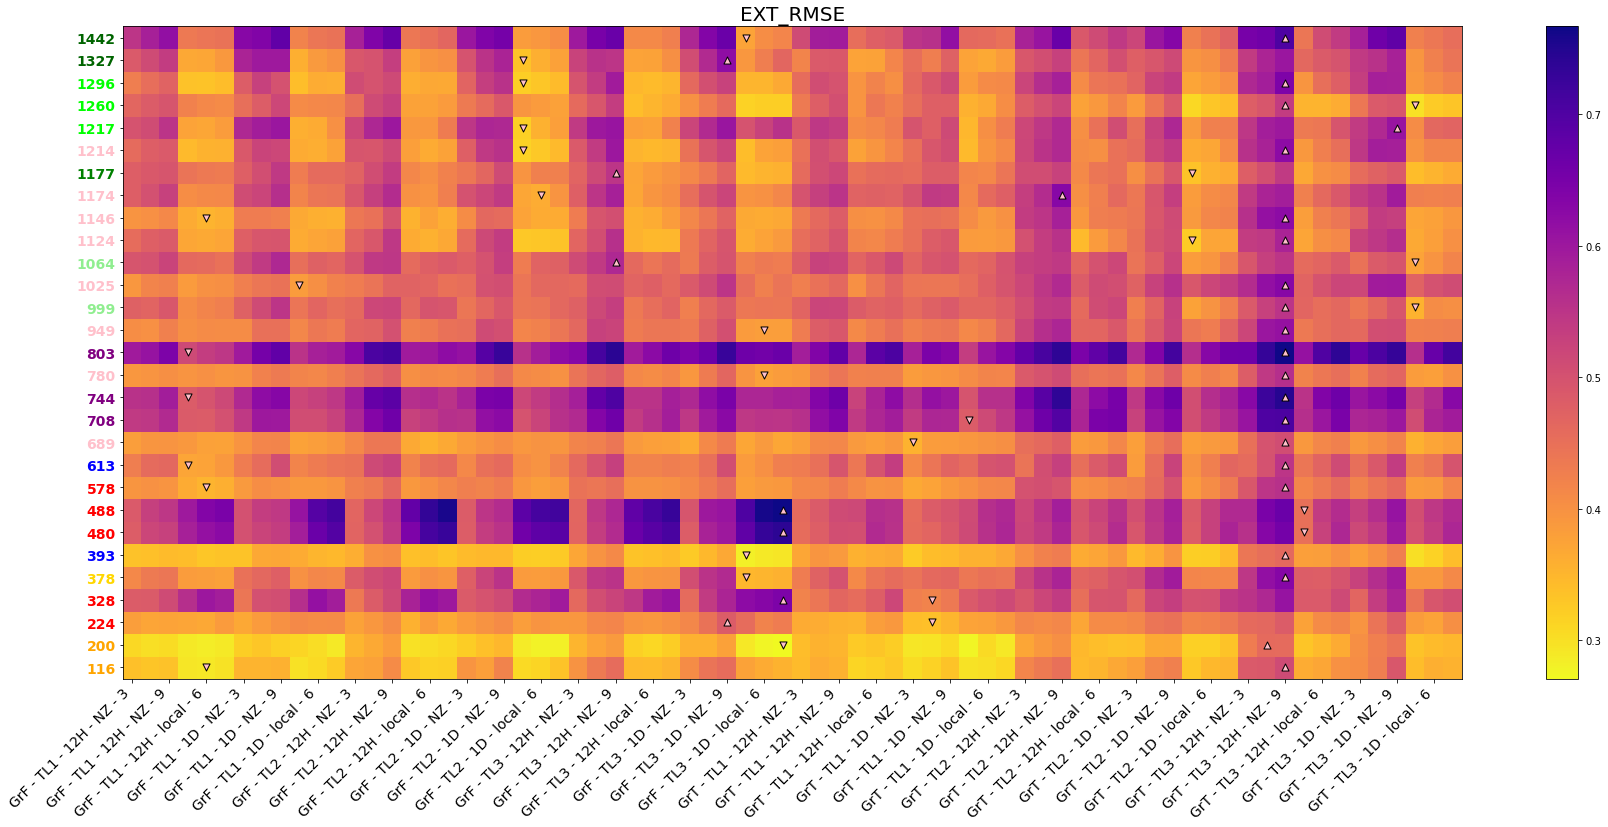 EXT_RMSE
1442
1327
1296
1260
1217
1214
1177
1174
1146
1124
1064
1025
999
949
803
780
744
708
689
613
578
488
480
393
378
328
224
200
116
GrF - TL1 - 12H - NZ - 3
GrF - TL1 - 12H - NZ - 9
GrF - TL1 - 12H - local - 6
GrF - TL1 - 1D - NZ - 3
GrF - TL1 - 1D - NZ - 9
GrF - TL1 - 1D - local - 6
GrF - TL2 - 12H - NZ - 3
GrF - TL2 - 12H - NZ - 9
GrF - TL2 - 12H - local - 6
GrF - TL2 - 1D - NZ - 3
GrF - TL2 - 1D - NZ - 9
GrF - TL2 - 1D - local - 6
GrF - TL3 - 12H - NZ - 3
GrF - TL3 - 12H - NZ - 9
GrF - TL3 - 12H - local - 6
GrF - TL3 - 1D - NZ - 3
GrF - TL3 - 1D - NZ - 9
GrF - TL3 - 1D - local - 6
GrT - TL1 - 12H - NZ - 3
GrT - TL1 - 12H - NZ - 9
GrT - TL1 - 12H - local - 6
GrT - TL1 - 1D - NZ - 3
GrT - TL1 - 1D - NZ - 9
GrT - TL1 - 1D - local - 6
GrT - TL2 - 12H - NZ - 3
GrT - TL2 - 12H - NZ - 9
GrT - TL2 - 12H - local - 6
GrT - TL2 - 1D - NZ - 3
GrT - TL2 - 1D - NZ - 9
GrT - TL2 - 1D - local - 6
GrT - TL3 - 12H - NZ - 3
GrT - TL3 - 12H - NZ - 9
GrT - TL3 - 12H - local - 6
GrT - TL3 - 1D - NZ - 3
GrT - TL3 - 1D - NZ - 9
GrT - TL3 - 1D - local - 6
0.7
0.6
0.5
0.4
0.3